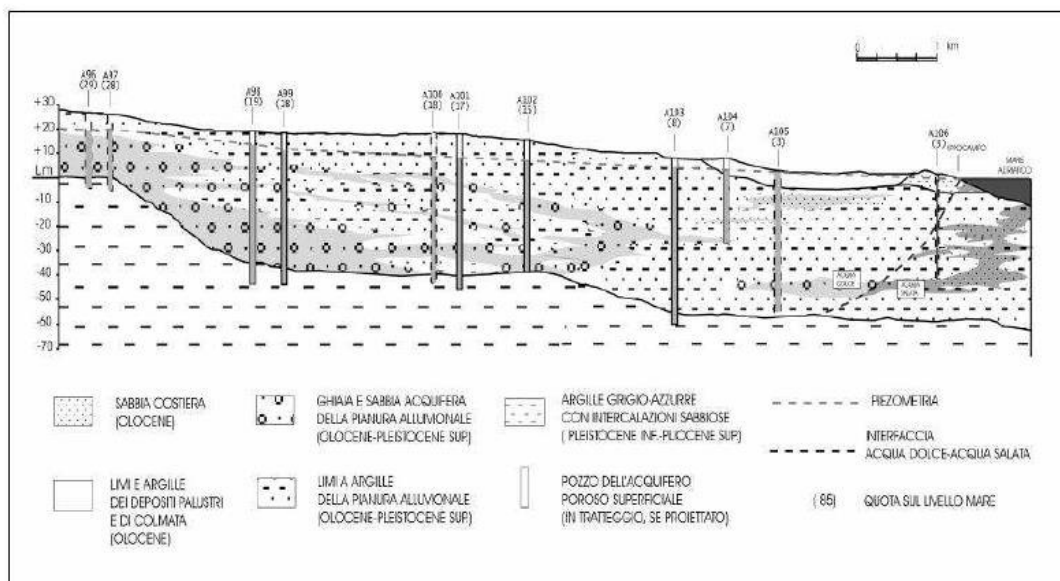 0 1 km
A96 A97 A98 A99 A100 A101 A102 A103 A104 A105 A106
(29) (28) (19) (18) (18) (17) (15) (8) (7) (3) (3)
IPPOCAMPO
MARE
ADRIATICO
+30
+20
+10
Lm
-10
-20
-30
-40
-50
-60
-70
ACQUA
DOLCE
ACQUA
SALATA
SABBIA COSTIERA
(OLOCENE)
GHIAIA E SABBIA ACQUIFERA
DELLA PIANURA ALLUVIONALE
(OLOCENE-PLEISTOCENE SUP)
ARGILLE GRIGIO-AZZURRE
CON INTERCALAZIONI SABBIOSE
( PLEISTOCENE INF.-PLIOCENE SUP)
PIEZOMETRIA
INTERFACCIA
ACQUA DOLCE-ACQUA SALATA
LIMI E ARGILLE
DEI DEPOSITI PALUSTRI
E DI COLMATA
(OLOCENE)
LIMI A ARGILLE
DELLA PIANURA ALLUVIONALE
(OLOCENE-PLEISTOCENE SUP)
POZZO DELL'ACQUIFERO
POROSO SUPERFICIALE
(IN TRATTEGGIO, SE PROIETTATO)
( 85) QUOTA SUL LIVELLO MARE